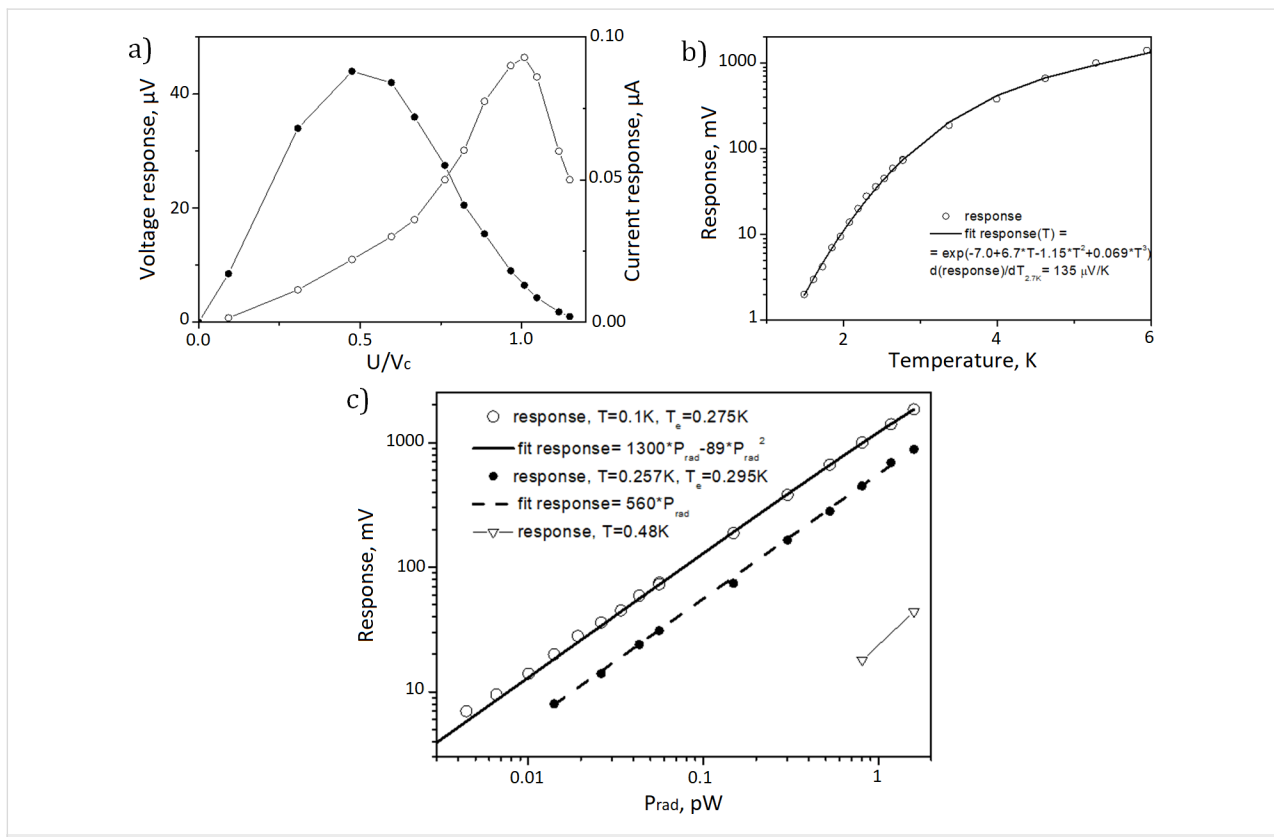 a)
Voltage response, µV
40
20
0
0.10
0.05
0.00
Current response, µA
0.0
0.5
1.0
U/Vc
b)
Response, mV
1000
100
10
1
response
fit response(T) =
= exp(-7.0+6.7*T-1.15*T²+0.069*T³)
d(response)/dT2.7K = 135 µV/K
2
4
6
Temperature, K
c)
Response, mV
1000
100
10
response, T=0.1K, Te=0.275K
fit response= 1300*Prad-89*Prad²
response, T=0.257K, Te=0.295K
fit response= 560*Prad
response, T=0.48K
0.01
0.1
1
Prad, pW